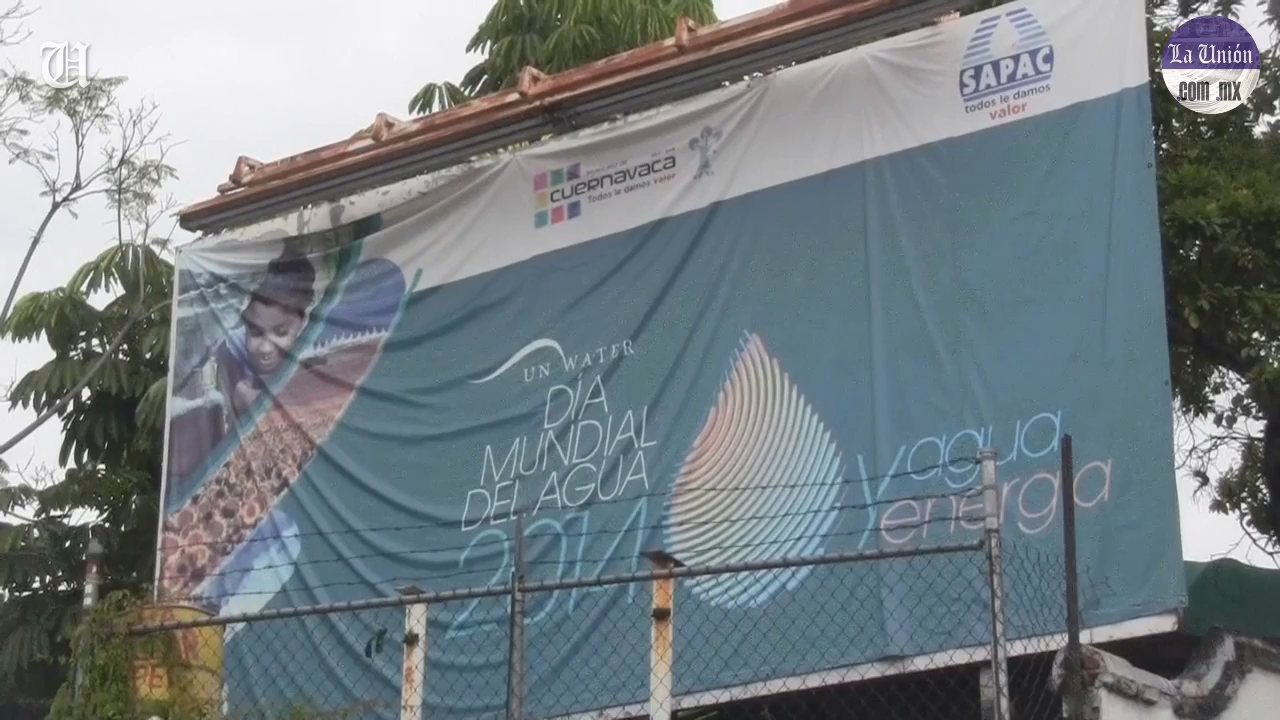 U
La Unión
.com .mx
SAPAC
todos le damos
valor
CUERNAVACA
Todos le damos valor
UN WATER
DÍA
MUNDIAL
DEL AGUA
2014
agua
y
energía